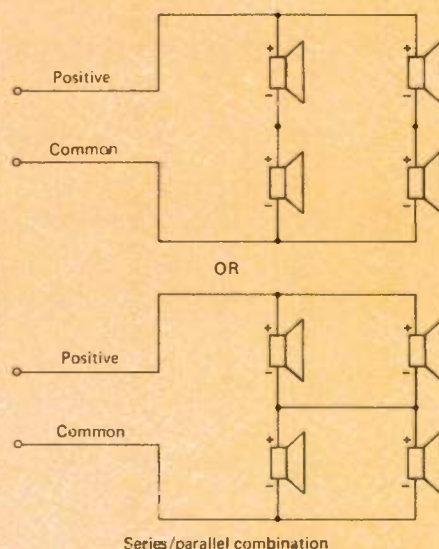 +
+
Positive
-
-
+
+
Common
-
-
OR
+
+
Positive
-
-
+
+
Common
-
-
Series/parallel combination